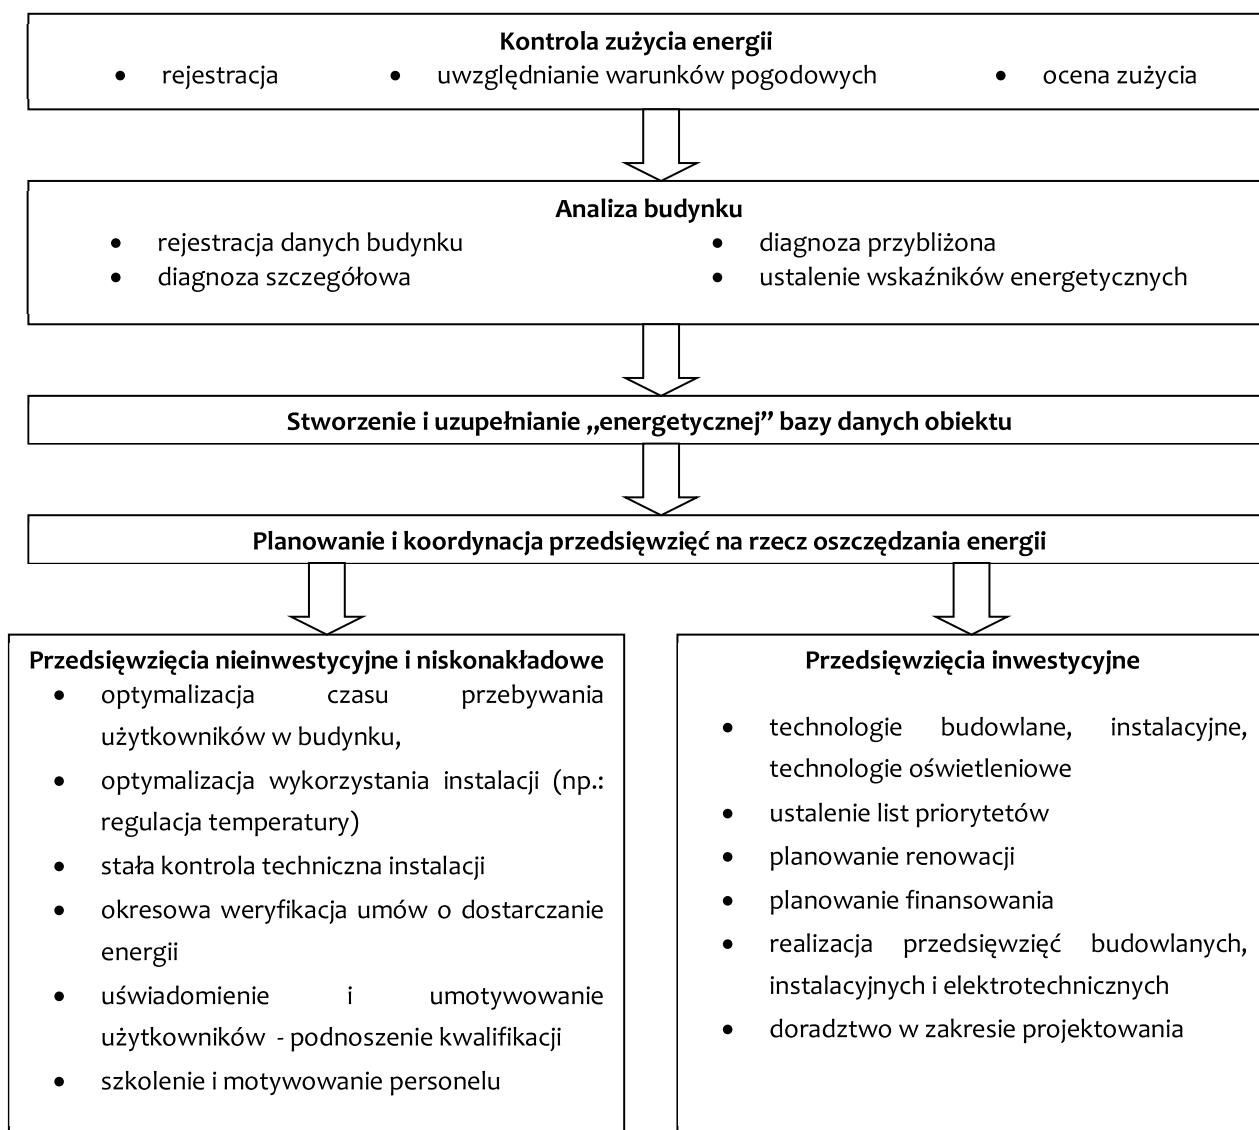 Kontrola zużycia energii
• rejestracja • uwzględnianie warunków pogodowych • ocena zużycia
Analiza budynku
• rejestracja danych budynku • diagnoza przybliżona
• diagnoza szczegółowa • ustalenie wskaźników energetycznych
Stworzenie i uzupełnianie „energetycznej” bazy danych obiektu
Planowanie i koordynacja przedsięwzięć na rzecz oszczędzania energii
Przedsięwzięcia nieinwestycyjne i niskonakładowe
• optymalizacja czasu przebywania
użytkowników w budynku,
• optymalizacja wykorzystania instalacji (np.:
regulacja temperatury)
• stała kontrola techniczna instalacji
• okresowa weryfikacja umów o dostarczanie
energii
• uświadomienie i umotywowanie
użytkowników - podnoszenie kwalifikacji
• szkolenie i motywowanie personelu
Przedsięwzięcia inwestycyjne
• technologie budowlane, instalacyjne,
technologie oświetleniowe
• ustalenie list priorytetów
• planowanie renowacji
• planowanie finansowania
• realizacja przedsięwzięć budowlanych,
instalacyjnych i elektrotechnicznych
• doradztwo w zakresie projektowania